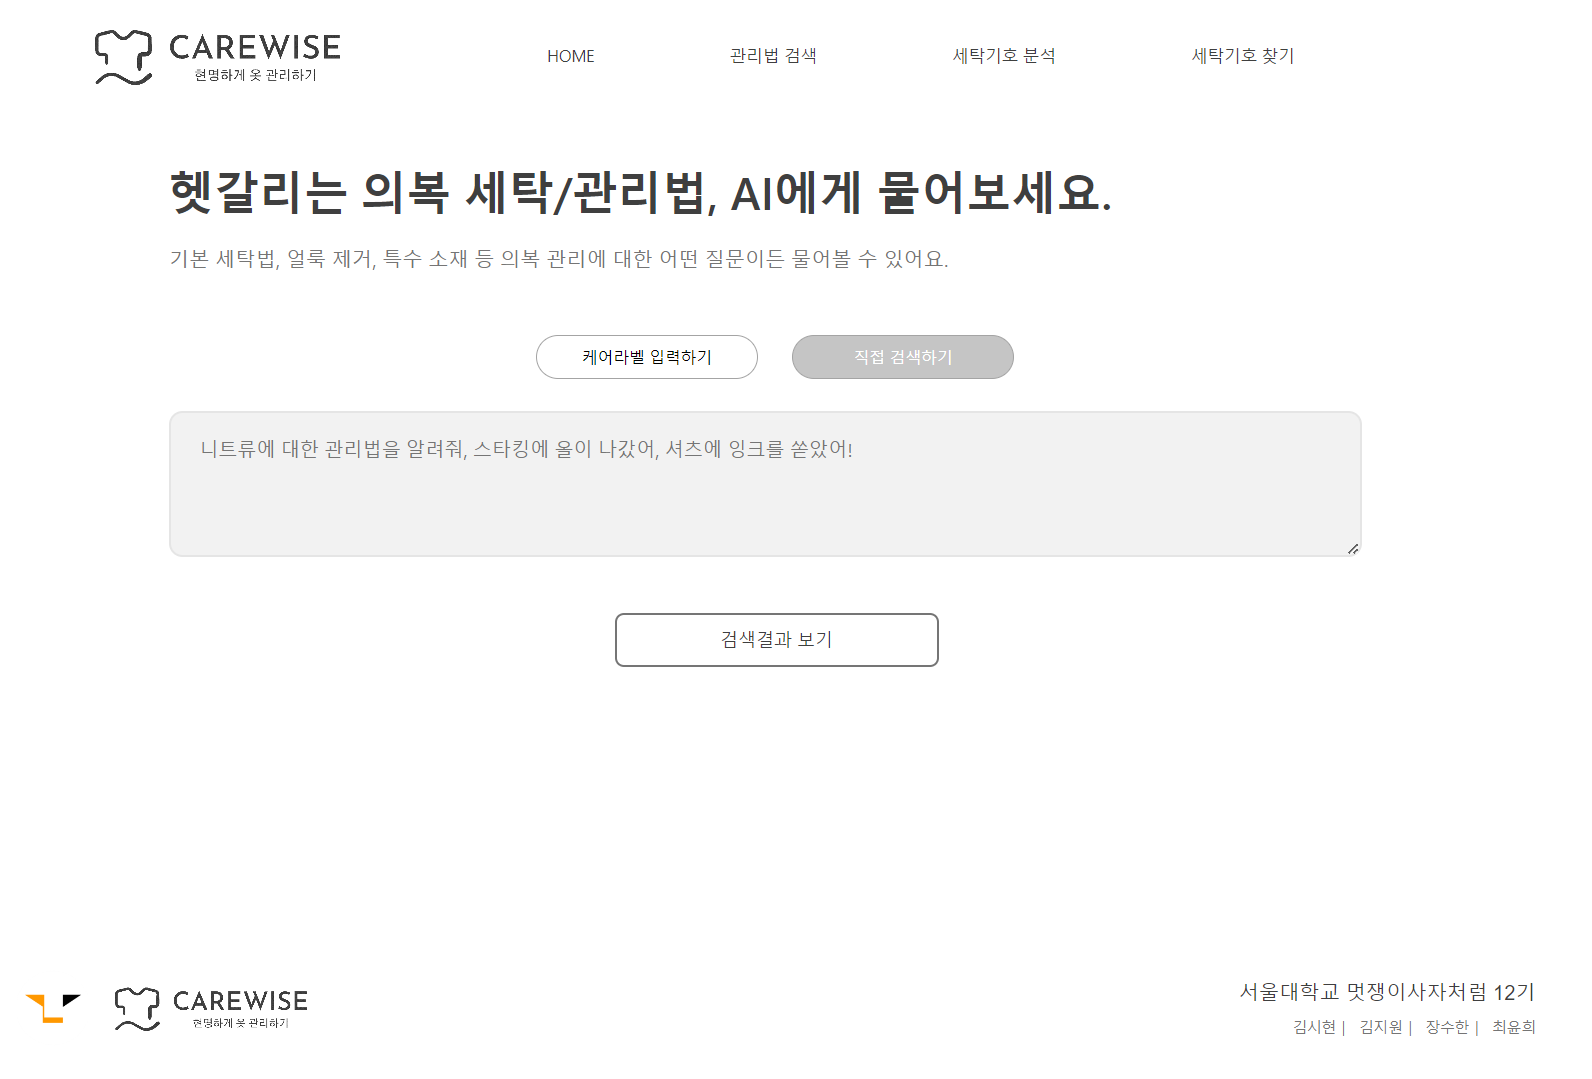 CAREWISE
현명하게 옷 관리하기
HOME
관리법 검색
세탁기호 분석
세탁기호 찾기
헷갈리는 의복 세탁/관리법, AI에게 물어보세요.
기본 세탁법, 얼룩 제거, 특수 소재 등 의복 관리에 대한 어떤 질문이든 물어볼 수 있어요.
케어라벨 입력하기
직접 검색하기
니트류에 대한 관리법을 알려줘, 스타킹에 올이 나갔어, 셔츠에 잉크를 쏟았어!
검색결과 보기
CAREWISE
현명하게 옷 관리하기
서울대학교 멋쟁이사자처럼 12기
김시현 | 김지원 | 장수한 | 최윤희